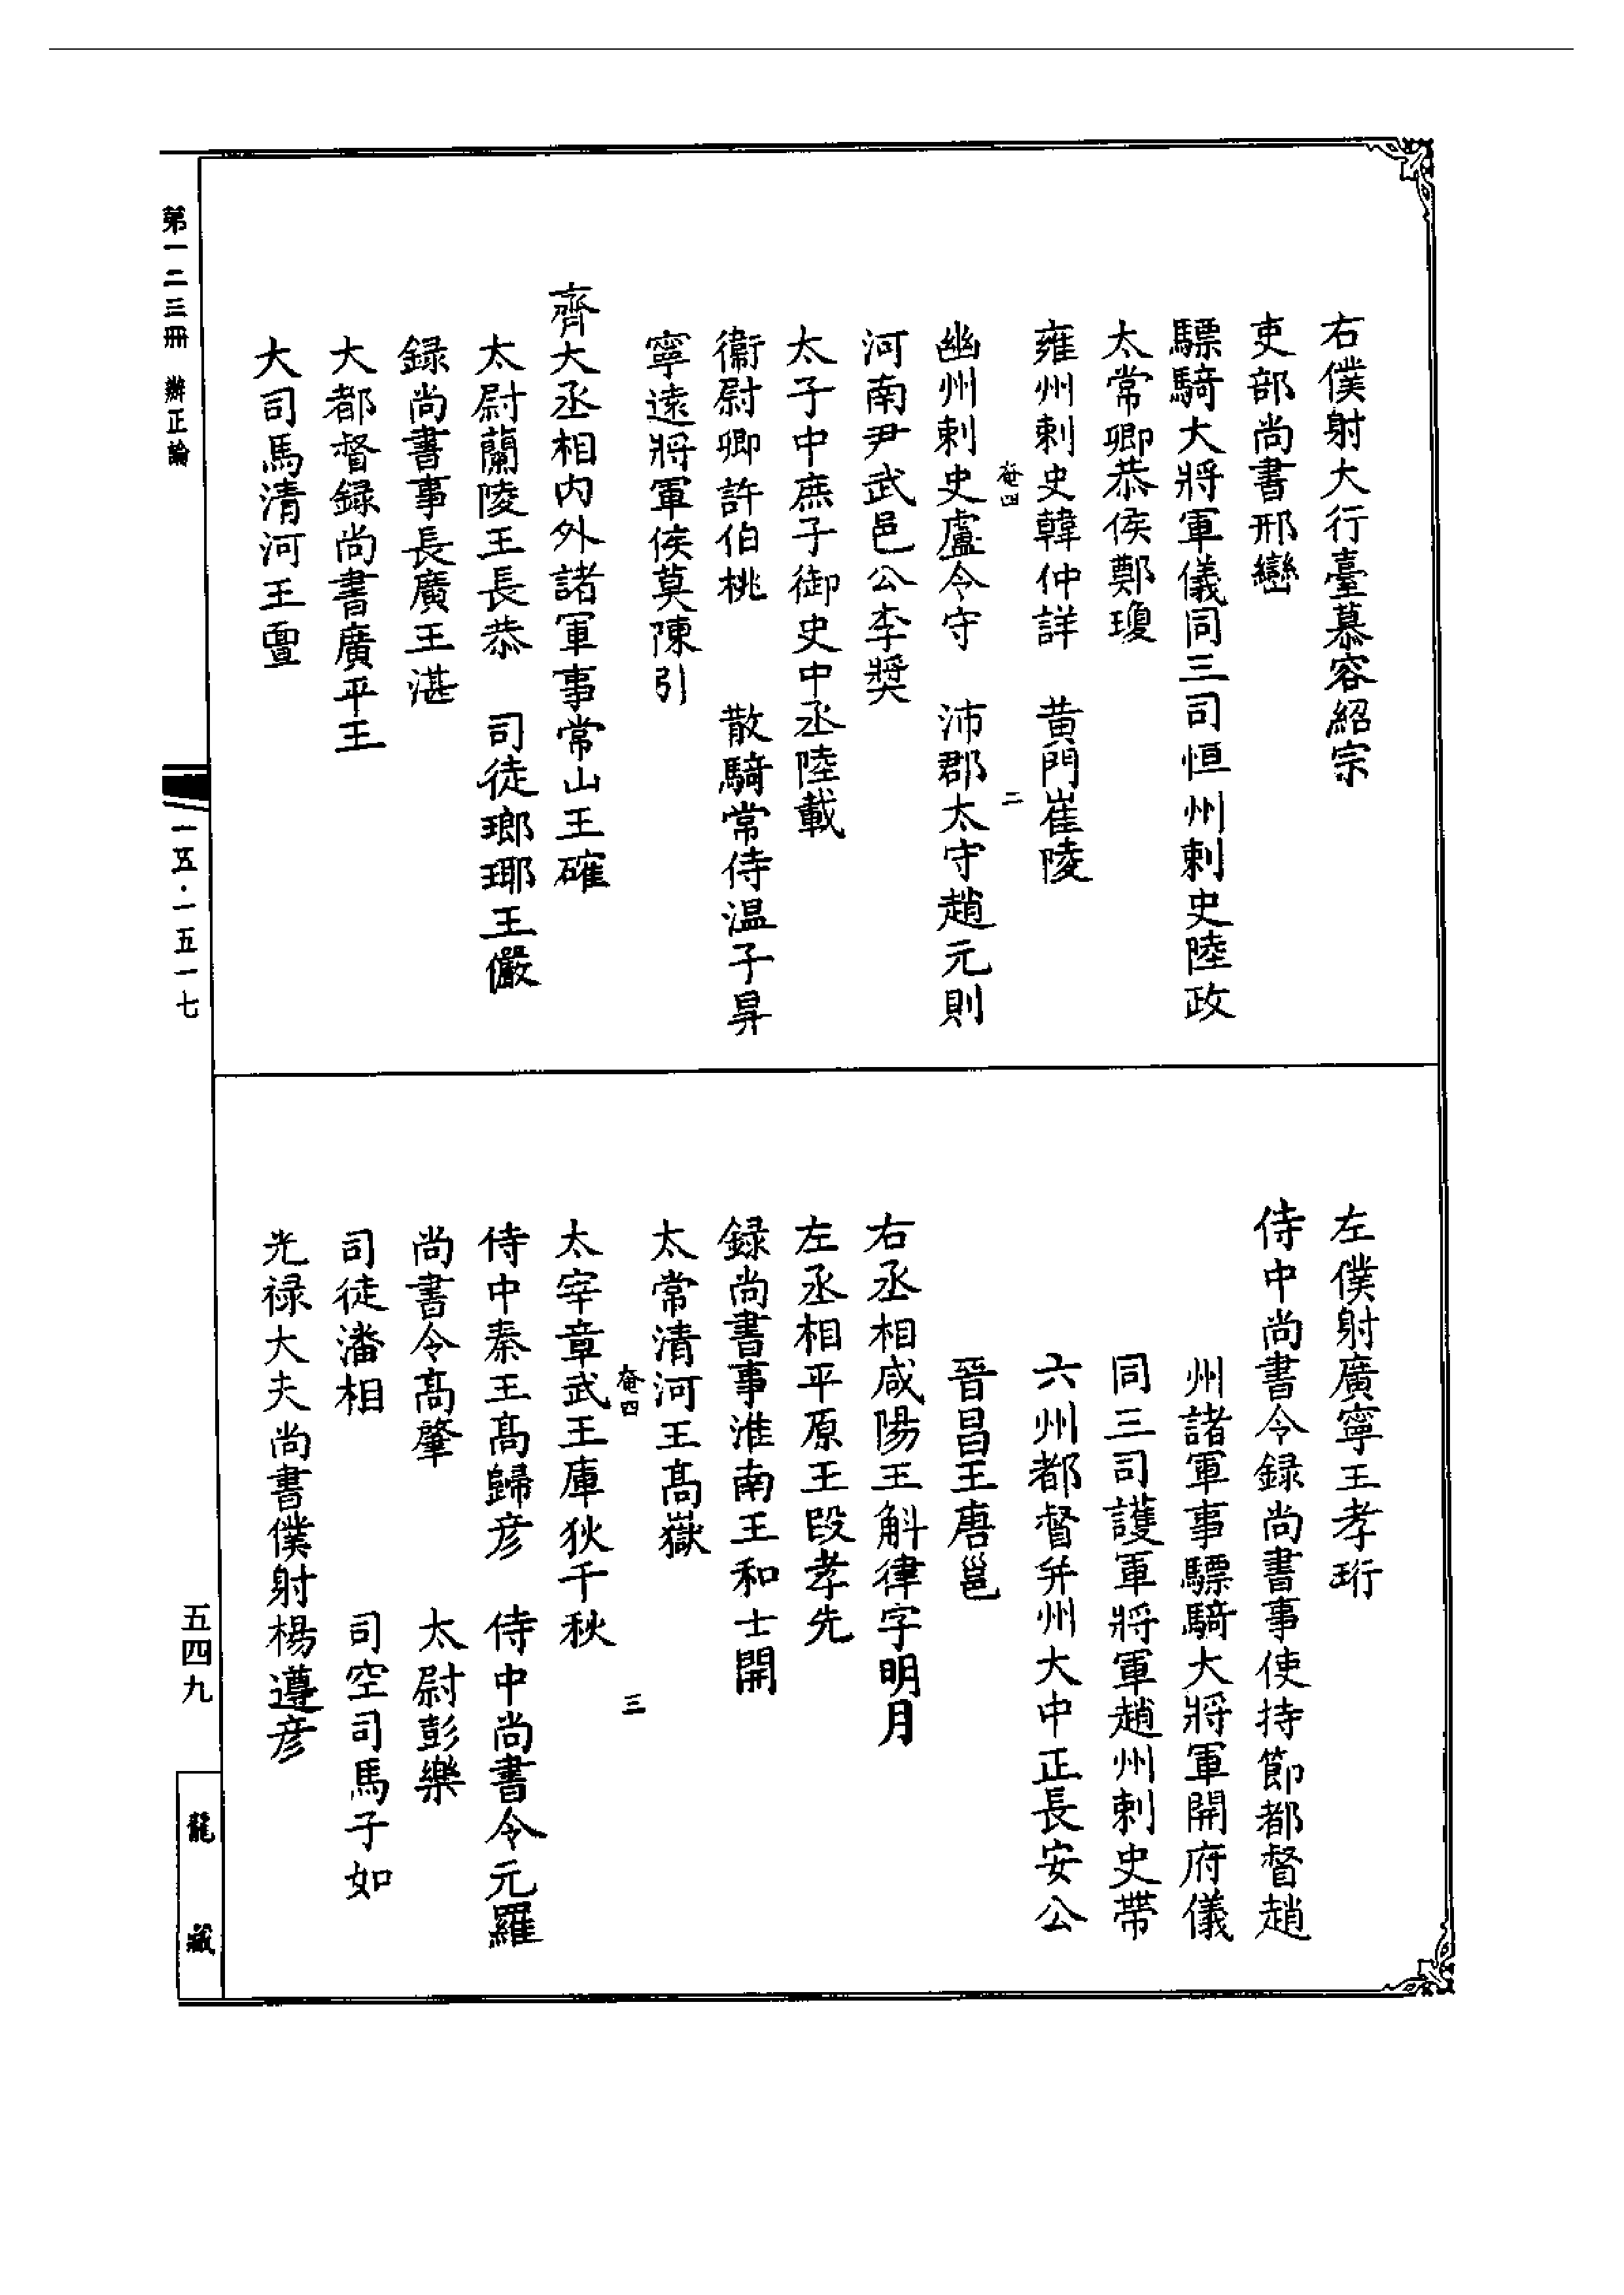 右僕射大行臺慕容紹宗
吏部尚書邢巒
驃騎大將軍儀同三司恒州刺史陸政
太常卿恭侯鄭瓊
雍州刺史韓仲詳　黃門崔陵
菴四　二
幽州刺史盧令守　沛郡太守趙元則
河南尹武邑公李獎
太子中庶子御史中丞陸載
衞尉卿許伯桃　散騎常侍温子昇
寧遠將軍侯莫陳引
齊大丞相内外諸軍事常山王確
太尉蘭陵王長恭　司徒瑯琊王儼
録尚書事長廣王湛
大都督録尚書廣平王
大司馬清河王亶
左僕射廣寧王孝珩
侍中尚書令録尚書事使持節都督趙
州諸軍事驃騎大將軍開府儀
同三司護軍將軍趙州刺史帶
六州都督并州大中正長安公
晉昌王唐邕
右丞相咸陽王斛律字明月
左丞相平原王段孝先
録尚書事淮南王和士開
太常清河王高嶽
菴四　三
太宰章武王庫狄千秋
侍中秦王高歸彦　侍中尚書令元羅
尚書令高肇　太尉彭樂
司徒潘相　司空司馬子如
光禄大夫尚書僕射楊遵彦
第一二三冊　辯正論
一五·一五一七
五四九
龍藏